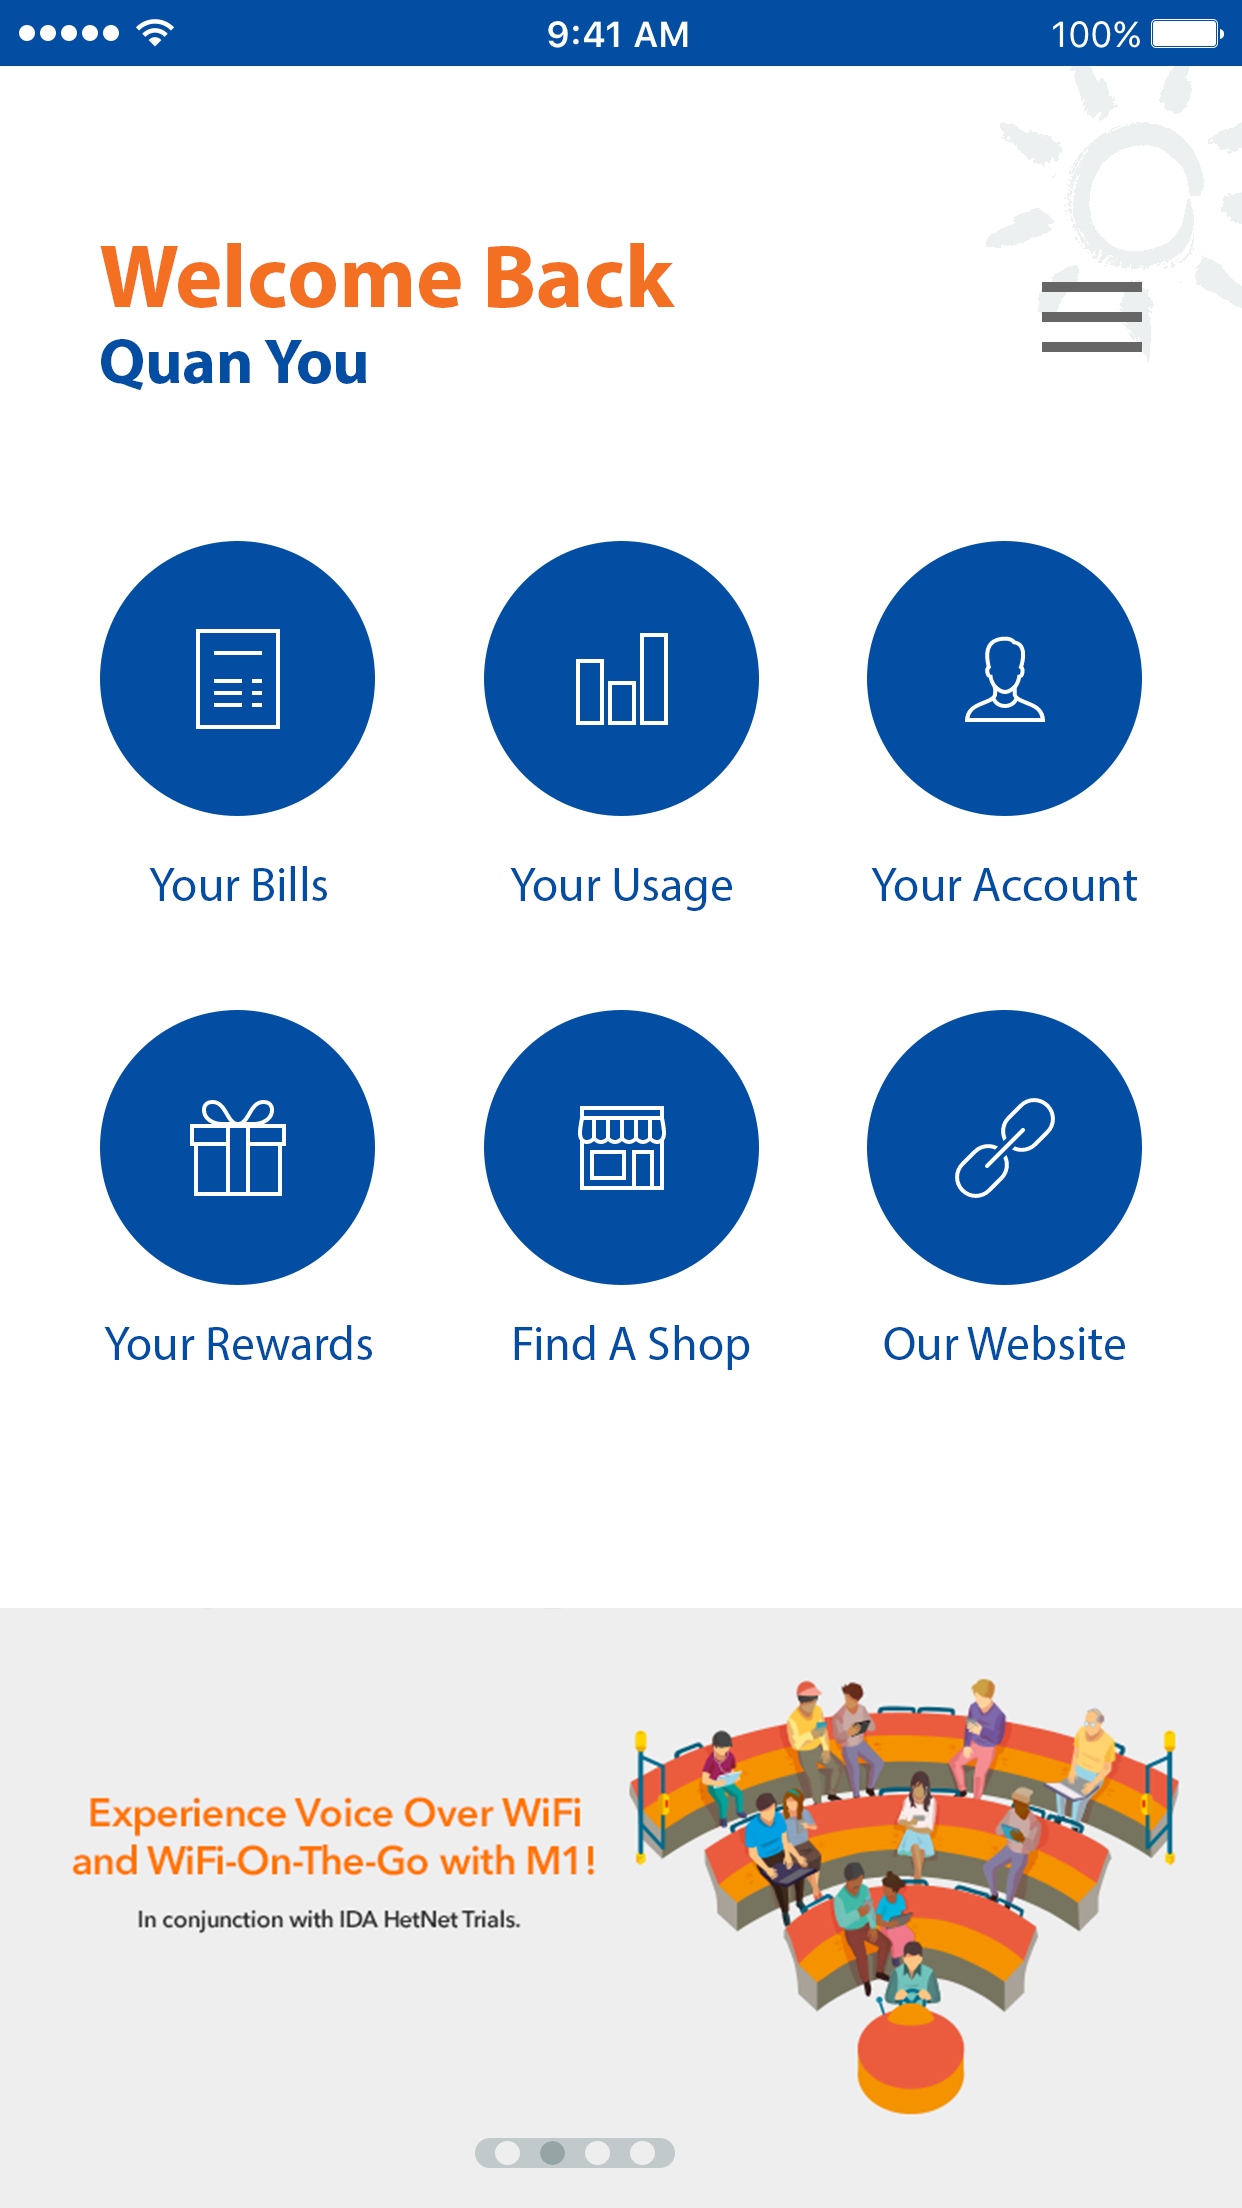 9:41 AM
100%
Welcome Back
Quan You
Your Bills
Your Usage
Your Account
Your Rewards
Find A Shop
Our Website
Experience Voice Over WiFi
and WiFi-On-The-Go with M1!
In conjunction with IDA HetNet Trials.